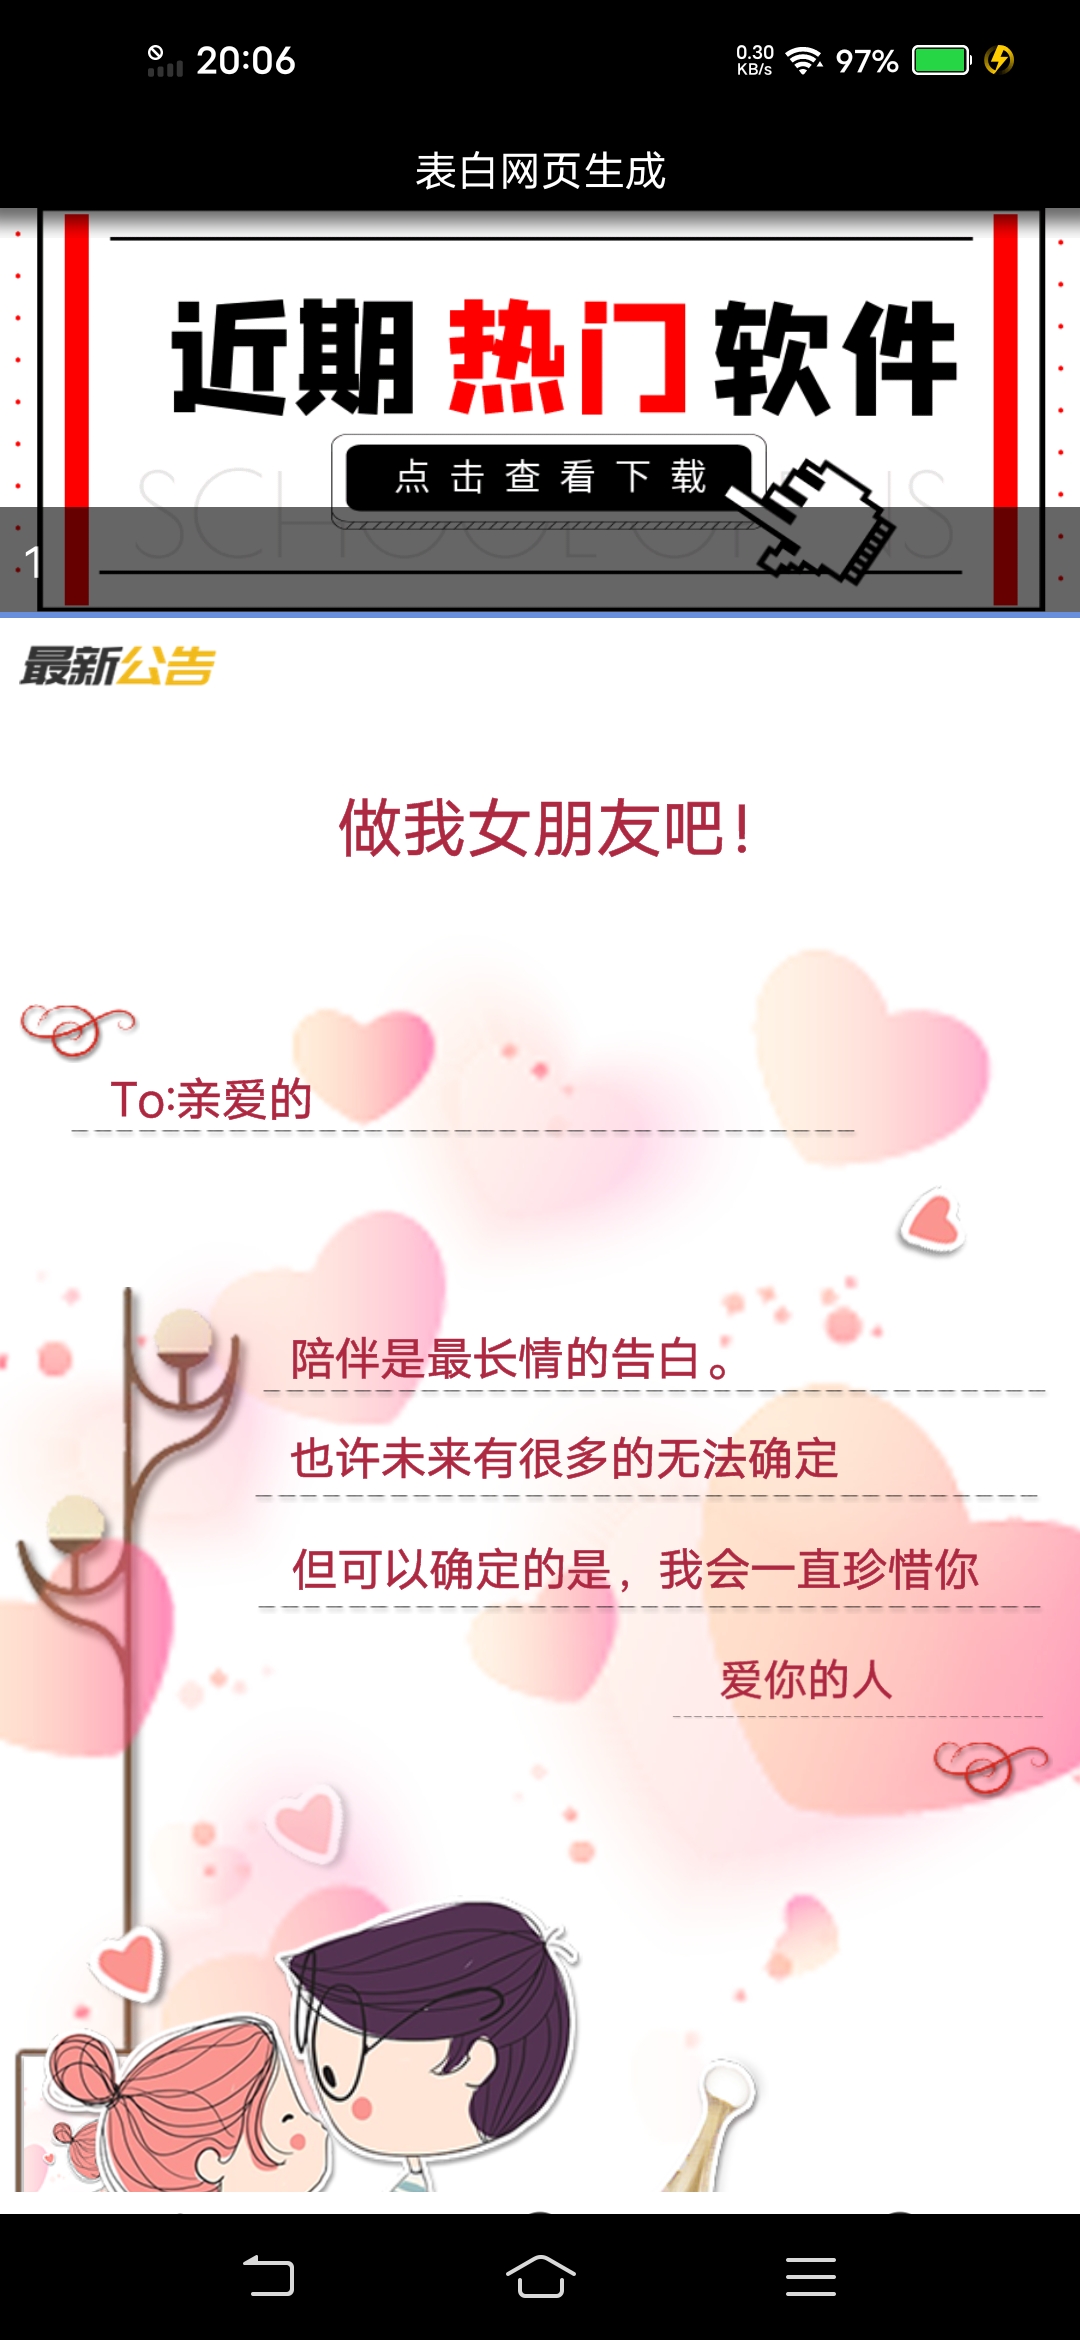 20:06
0.30
KB/s
97%
表白网页生成
近期热门软件
点击查看下载
1
最新公告
做我女朋友吧！
To:亲爱的
陪伴是最长情的告白。
也许未来有很多的无法确定
但可以确定的是，我会一直珍惜你
爱你的人